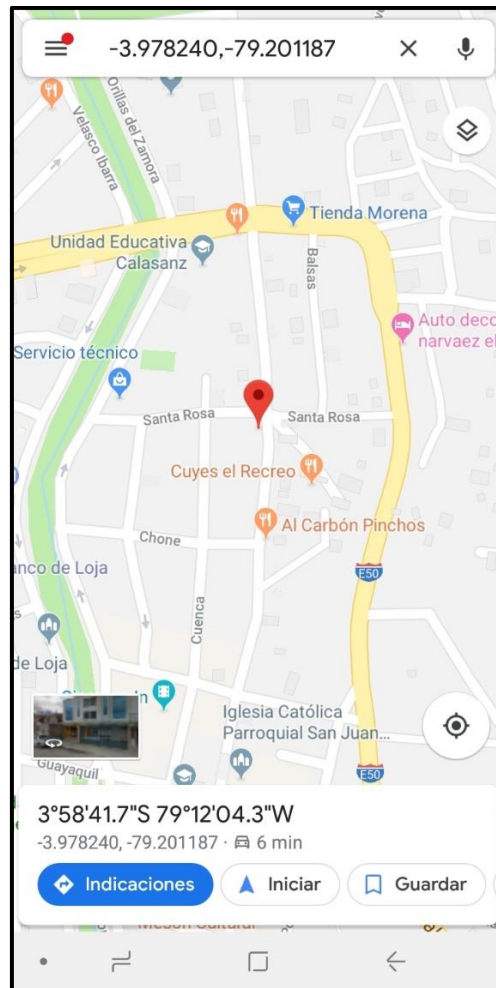 -3.978240,-79.201187
Orillas del Zamora
Velasco Ibarra
Tienda Morena
Unidad Educativa
Calasanz
Balsas
Auto deco
narvaez el
Servicio técnico
Santa Rosa
Santa Rosa
Cuyes el Recreo
Al Carbón Pinchos
Chone
anco de Loja
E50
Cuenca
de Loja
Iglesia Católica
Parroquial San Juan...
Guayaquil
E50
3°58'41.7"S 79°12'04.3"W
-3.978240, -79.201187 · 6 min
Indicaciones
Iniciar
Guardar
Mesón Cultural